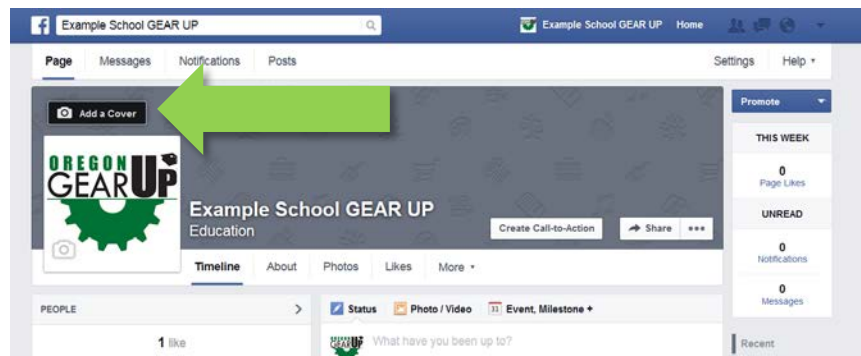 Example School GEAR UP
Example School GEAR UP Home
Page Messages Notifications Posts
Settings Help
Add a Cover
Promote
OREGON
GEAR UP
Example School GEAR UP
Education
Create Call-to-Action Share
Timeline About Photos Likes More
THIS WEEK
0
Page Likes
UNREAD
0
Notifications
0
Messages
PEOPLE
1 like
Status Photo / Video 31 Event, Milestone +
GEAR UP What have you been up to?
Recent